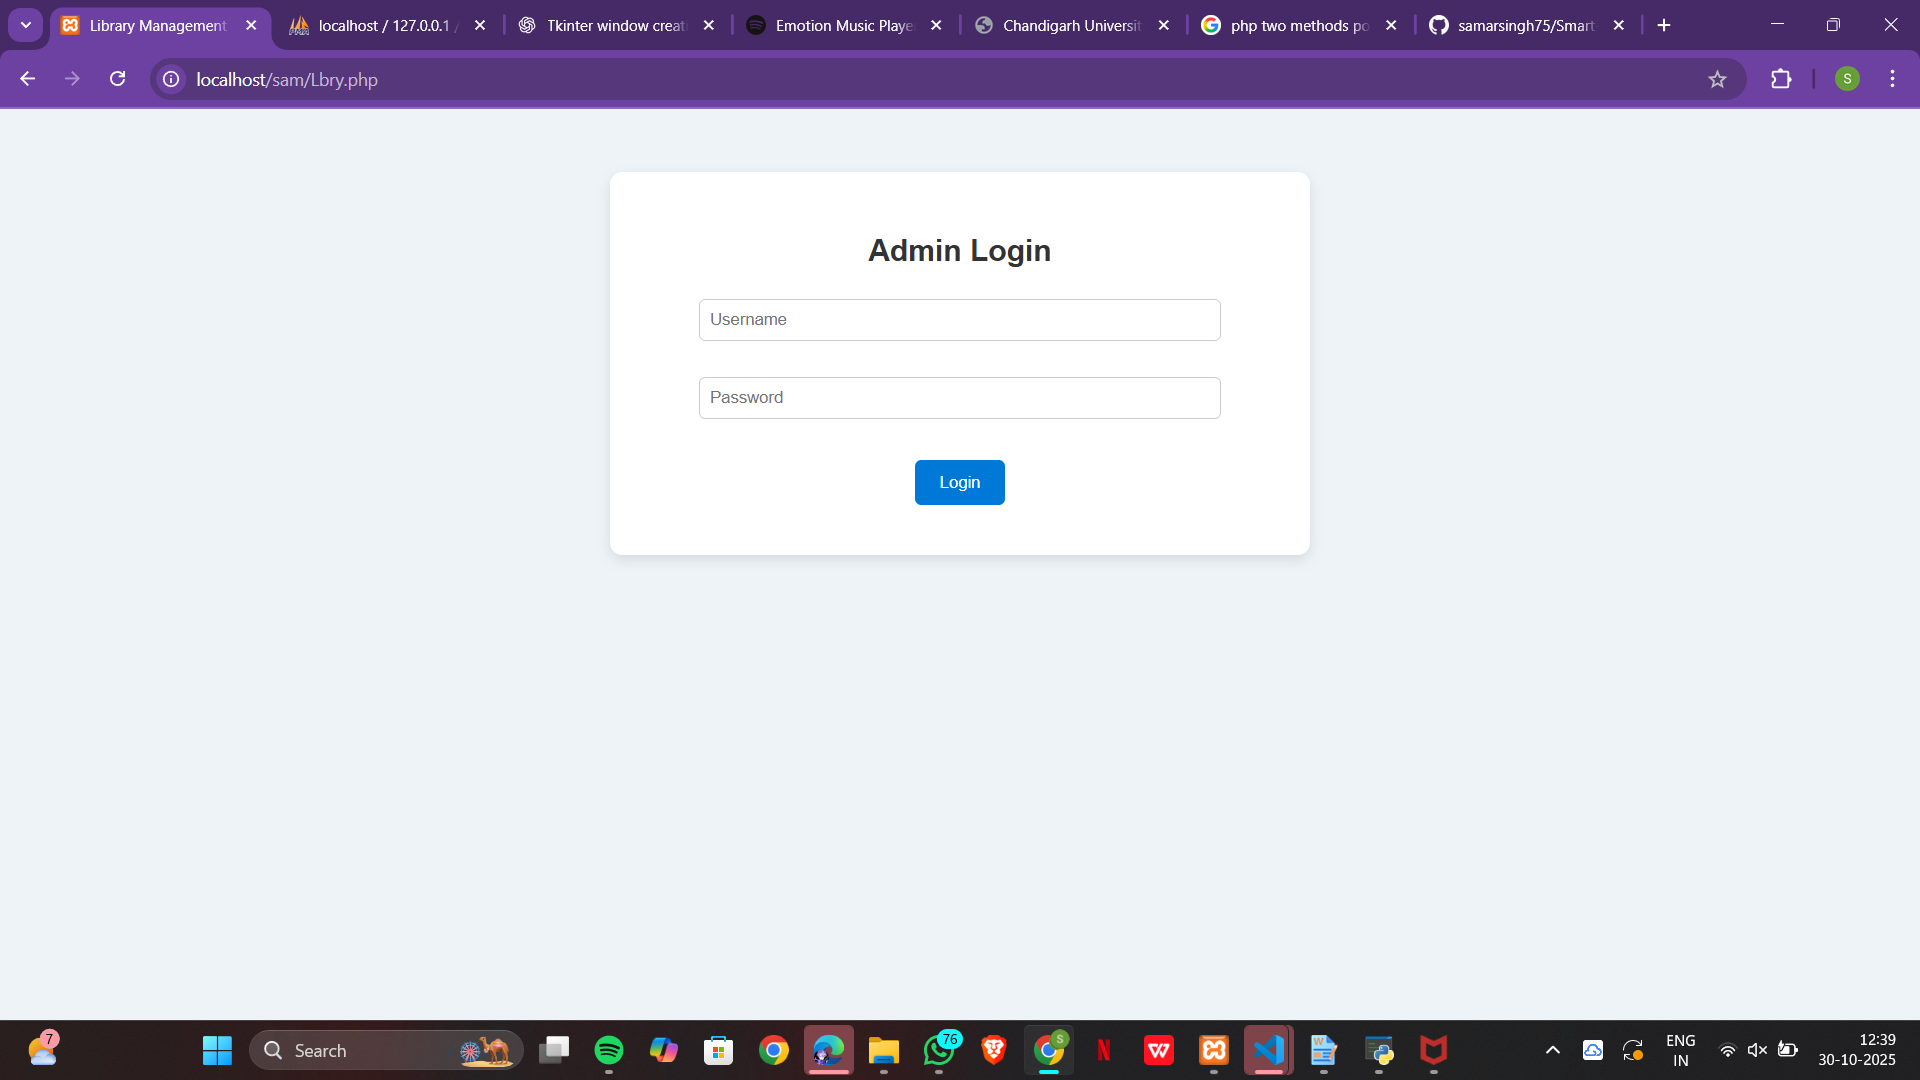 Library Management
localhost / 127.0.0.1 /
Tkinter window creati
Emotion Music Playe
Chandigarh Universit
php two methods po
samarsingh75/Smart
localhost/sam/Lbry.php
S
Admin Login
Username
Password
Login
7
Search
76
S
ENG
IN
12:39
30-10-2025